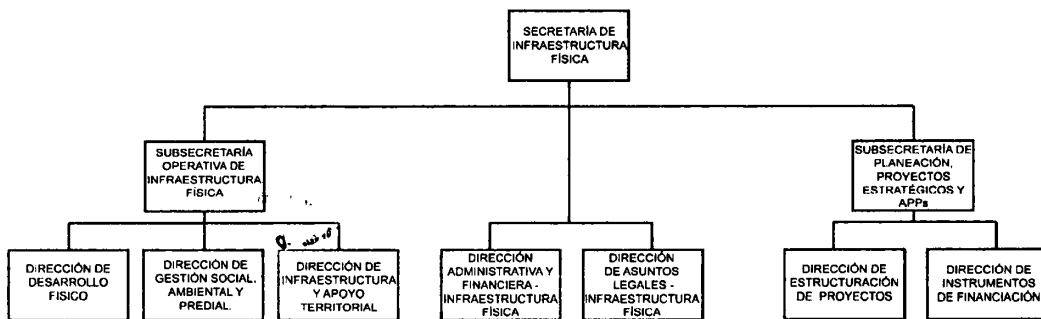 SECRETARÍA DE
INFRAESTRUCTURA
FÍSICA
SUBSECRETARÍA
OPERATIVA DE
INFRAESTRUCTURA
FÍSICA
SUBSECRETARÍA DE
PLANEACIÓN,
PROYECTOS
ESTRATÉGICOS Y
APPs
DIRECCIÓN DE
DESARROLLO
FISICO
DIRECCIÓN DE
GESTIÓN SOCIAL,
AMBIENTAL Y
PREDIAL.
DIRECCIÓN DE
INFRAESTRUCTURA
Y APOYO
TERRITORIAL
DIRECCIÓN
ADMINISTRATIVA Y
FINANCIERA -
INFRAESTRUCTURA
FÍSICA
DIRECCIÓN
DE ASUNTOS
LEGALES -
INFRAESTRUCTURA
FÍSICA
DIRECCIÓN DE
ESTRUCTURACIÓN
DE PROYECTOS
DIRECCIÓN DE
INSTRUMENTOS
DE FINANCIACIÓN